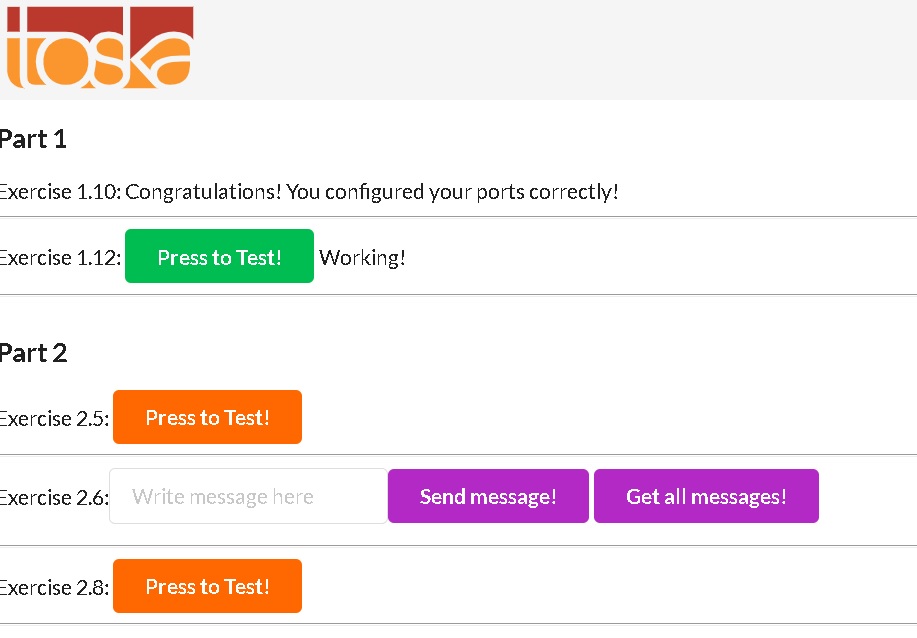 toska
Part 1
Exercise 1.10: Congratulations! You configured your ports correctly!
Exercise 1.12: Press to Test! Working!
Part 2
Exercise 2.5: Press to Test!
Exercise 2.6: Write message here Send message! Get all messages!
Exercise 2.8: Press to Test!